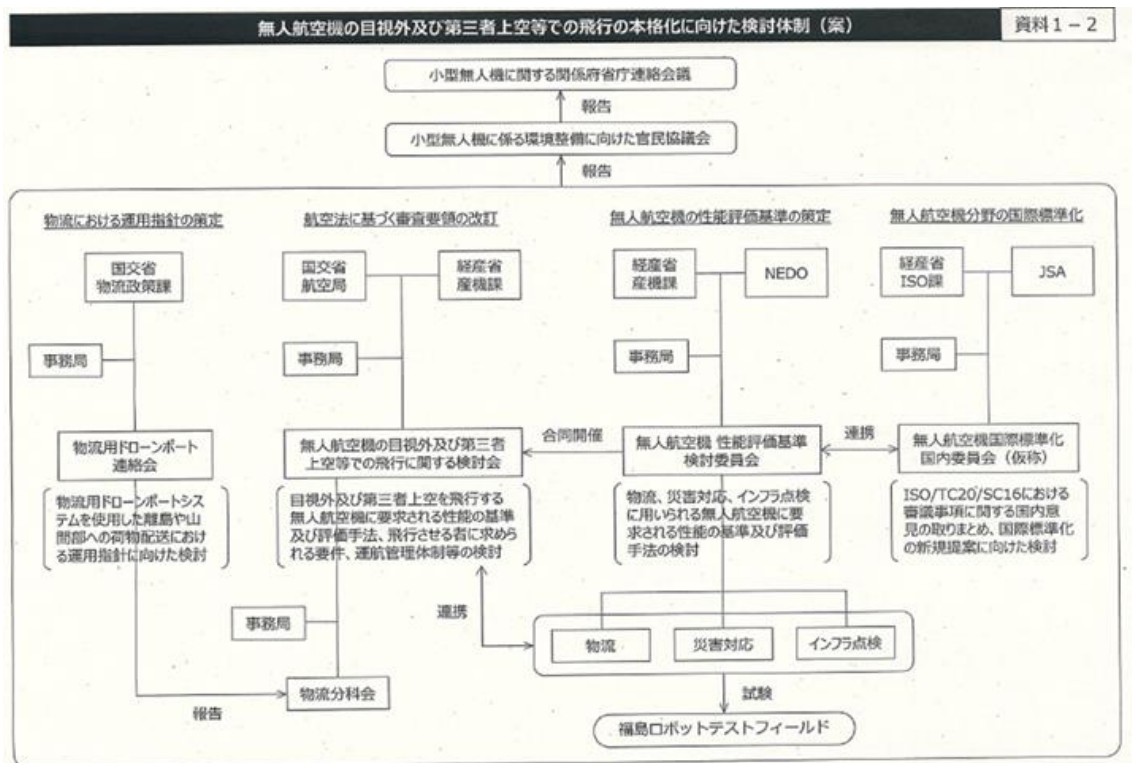 無人航空機の目視外及び第三者上空等での飛行の本格化に向けた検討体制（案）
資料１－２
小型無人機に関する関係府省庁連絡会議
報告
小型無人機に係る環境整備に向けた官民協議会
報告
物流における運用指針の策定
国交省
物流政策課
事務局
物流用ドローンポート
連絡会
物流用ドローンポートシス
テムを使用した離島や山
間部への荷物配送におけ
る運用指針に向けた検討
報告
航空法に基づく審査要領の改訂
国交省
航空局
経産省
産機課
事務局
無人航空機の目視外及び第三者
上空等での飛行に関する検討会
目視外及び第三者上空を飛行する
無人航空機に要求される性能の基準
及び評価手法、飛行させる者に求めら
れる要件、運航管理体制等の検討
事務局
物流分科会
連携
合同開催
無人航空機の性能評価基準の策定
経産省
産機課
NEDO
事務局
無人航空機 性能評価基準
検討委員会
物流、災害対応、インフラ点検
に用いられる無人航空機に要
求される性能の基準及び評価
手法の検討
物流
災害対応
インフラ点検
試験
福島ロボットテストフィールド
連携
無人航空機分野の国際標準化
経産省
ISO課
JSA
事務局
無人航空機国際標準化
国内委員会（仮称）
ISO/TC20/SC16における
審議事項に関する国内意
見の取りまとめ、国際標準化
の新規提案に向けた検討